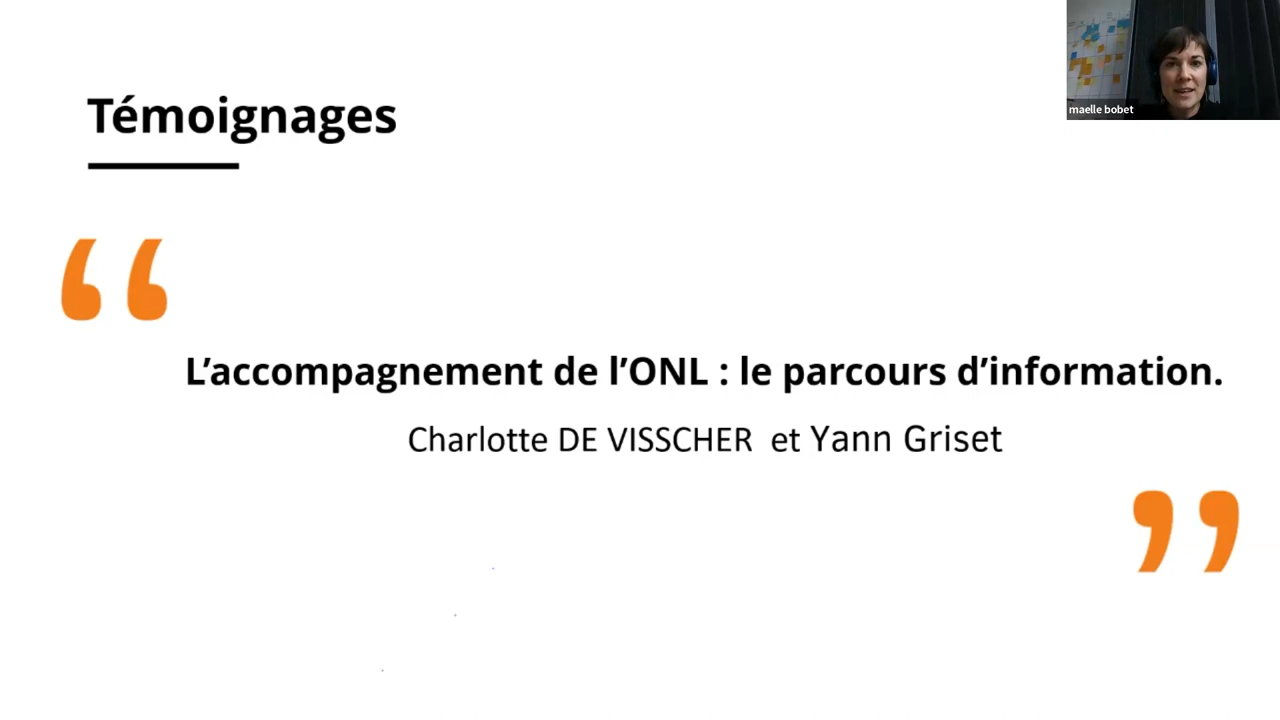 Témoignages
“
L’accompagnement de l’ONL : le parcours d’information.
Charlotte DE VISSCHER et Yann Griset
”
maelle bobet